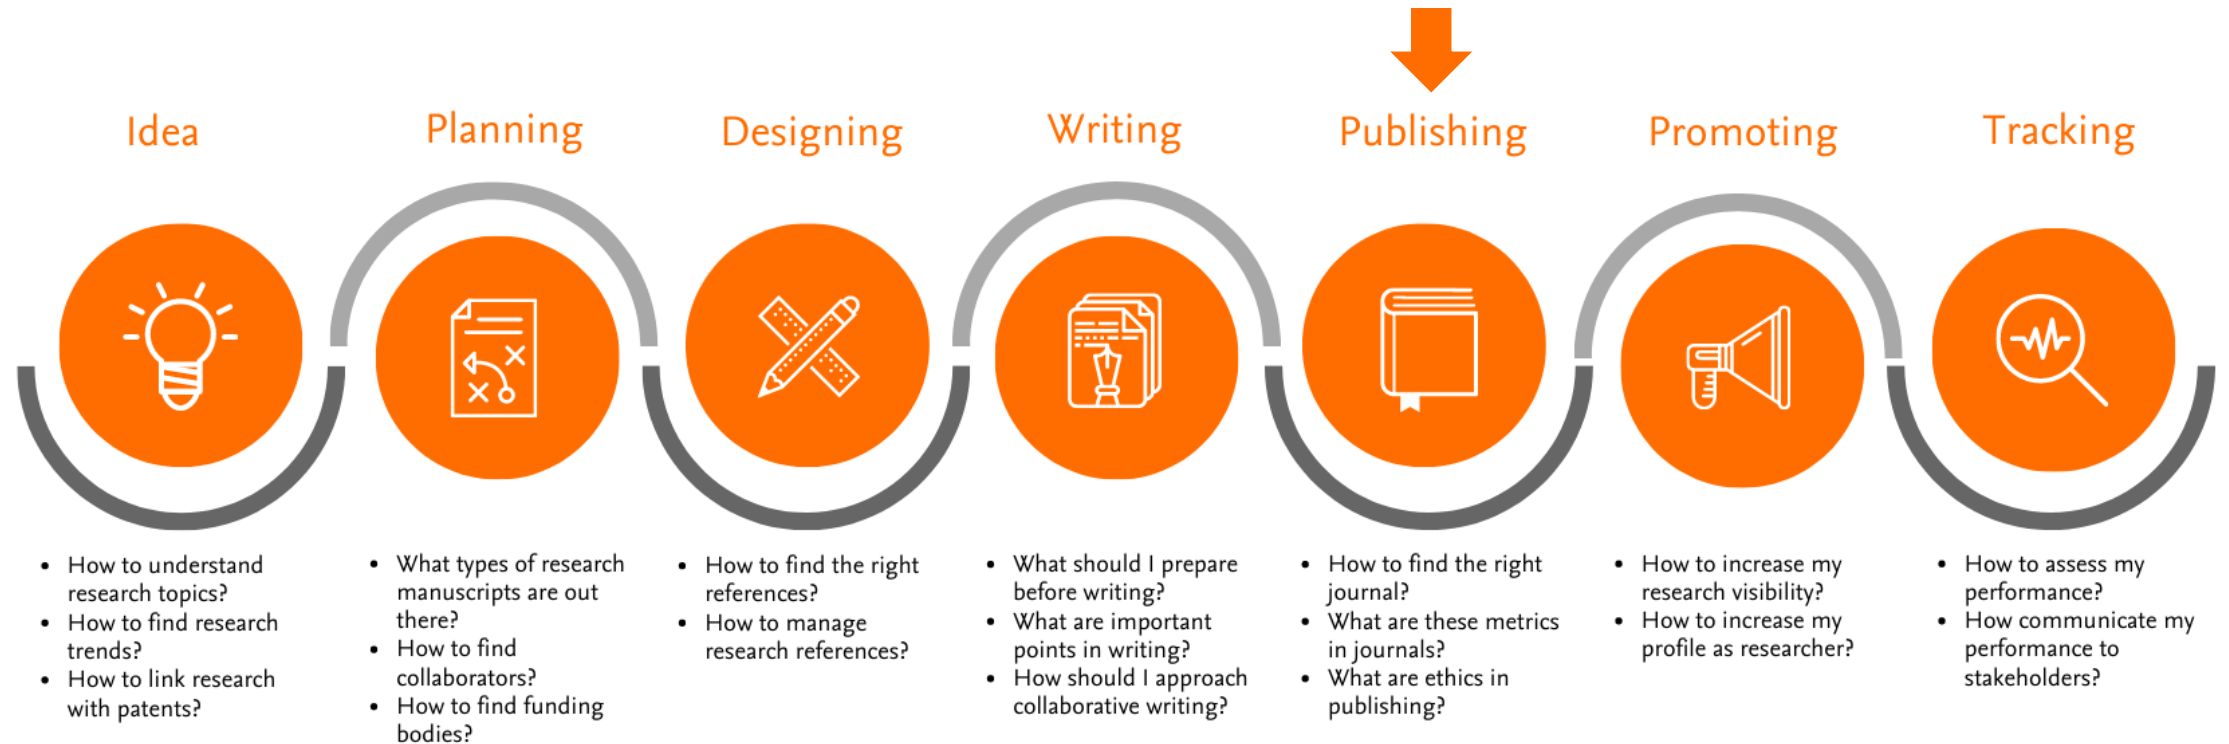 Idea
Planning
Designing
Writing
Publishing
Promoting
Tracking
• How to understand
research topics?
• How to find research
trends?
• How to link research
with patents?
• What types of research
manuscripts are out
there?
• How to find
collaborators?
• How to find funding
bodies?
• How to find the right
references?
• How to manage
research references?
• What should I prepare
before writing?
• What are important
points in writing?
• How should I approach
collaborative writing?
• How to find the right
journal?
• What are these metrics
in journals?
• What are ethics in
publishing?
• How to increase my
research visibility?
• How to increase my
profile as researcher?
• How to assess my
performance?
• How communicate my
performance to
stakeholders?